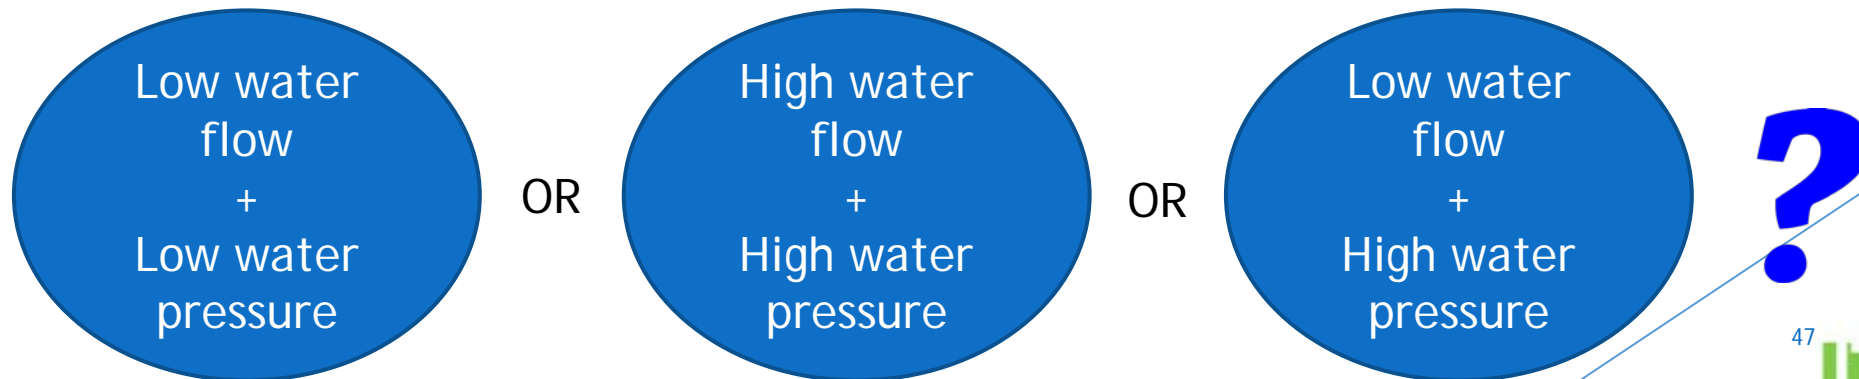 Low water
flow
+
Low water
pressure
OR
High water
flow
+
High water
pressure
OR
Low water
flow
+
High water
pressure
?
47